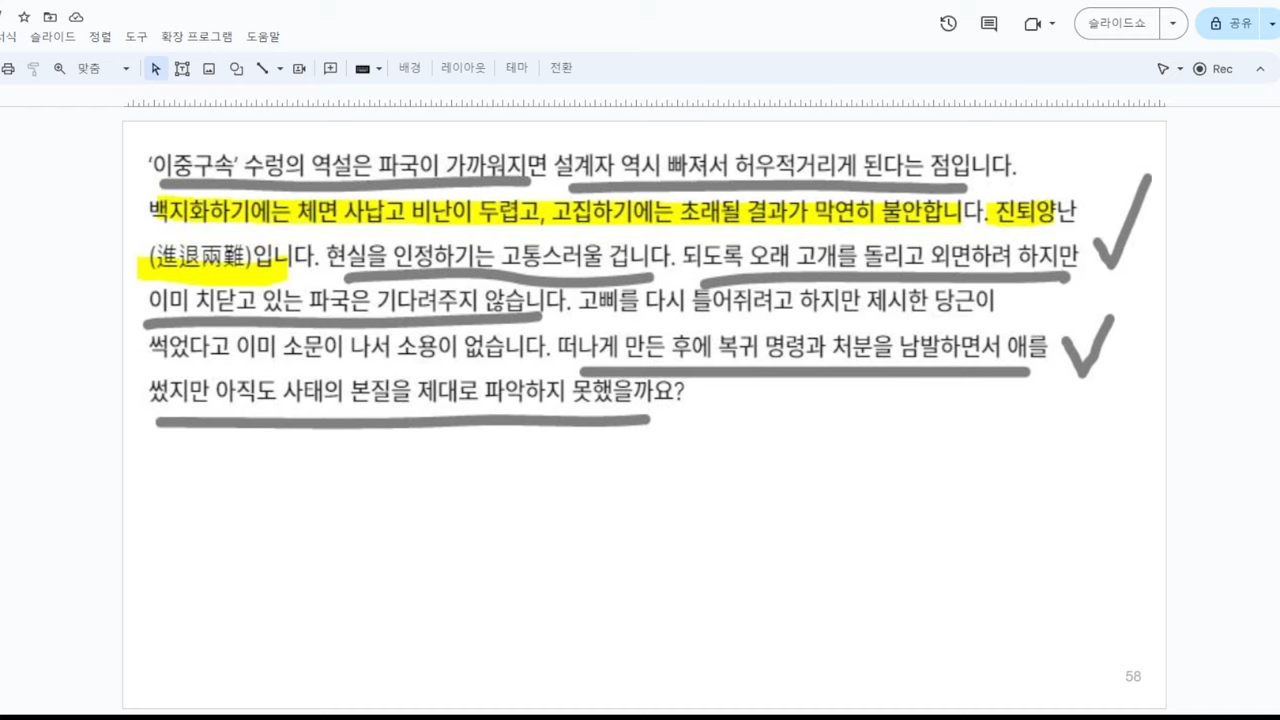 서식 슬라이드 정렬 도구 확장 프로그램 도움말
슬라이드쇼
공유
맞춤
배경 레이아웃 테마 전환
Rec
‘이중구속’ 수렁의 역설은 파국이 가까워지면 설계자 역시 빠져서 허우적거리게 된다는 점입니다.
백지화하기에는 체면 사납고 비난이 두렵고, 고집하기에는 초래될 결과가 막연히 불안합니다. 진퇴양난
(進退兩難)입니다. 현실을 인정하기는 고통스러울 겁니다. 되도록 오래 고개를 돌리고 외면하려 하지만
이미 치닫고 있는 파국은 기다려주지 않습니다. 고삐를 다시 틀어쥐려고 하지만 제시한 당근이
썩었다고 이미 소문이 나서 소용이 없습니다. 떠나게 만든 후에 복귀 명령과 처분을 남발하면서 애를
썼지만 아직도 사태의 본질을 제대로 파악하지 못했을까요?
58